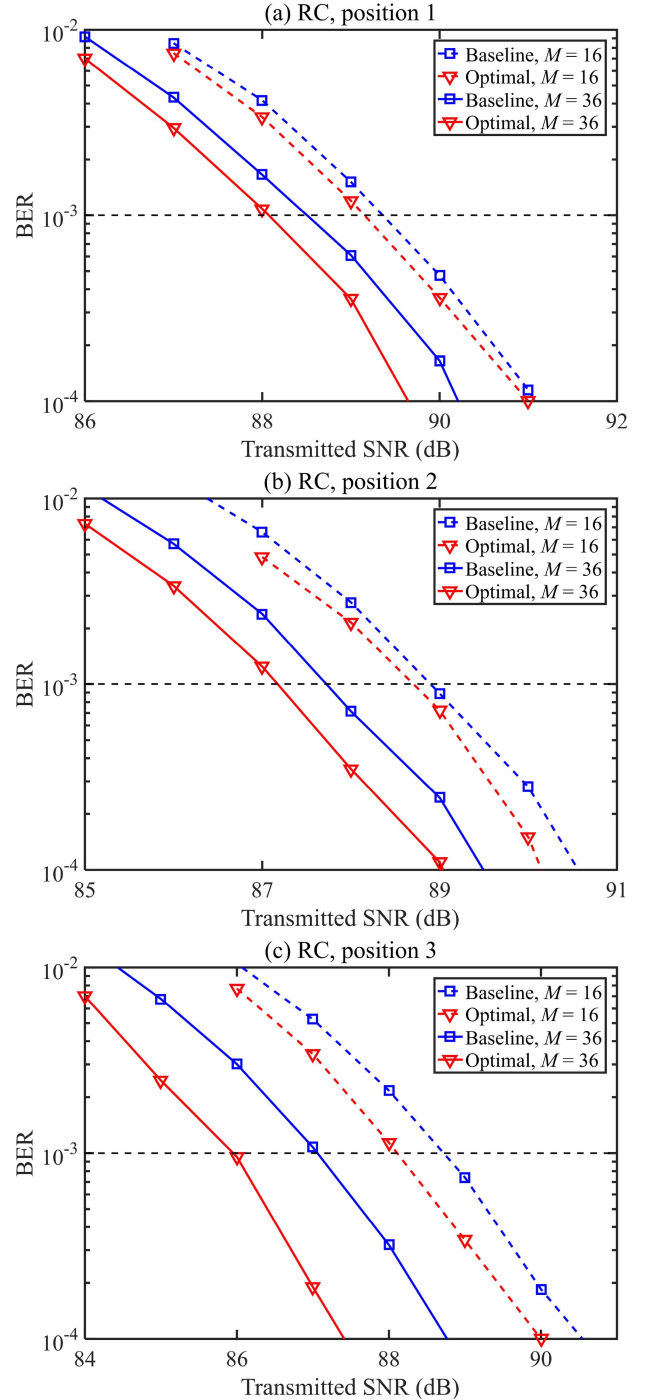 (a) RC, position 1
10-2
10-3
10-4
BER
Baseline, M = 16
Optimal, M = 16
Baseline, M = 36
Optimal, M = 36
86 88 90 92
Transmitted SNR (dB)
(b) RC, position 2
10-2
10-3
10-4
BER
Baseline, M = 16
Optimal, M = 16
Baseline, M = 36
Optimal, M = 36
85 87 89 91
Transmitted SNR (dB)
(c) RC, position 3
10-2
10-3
10-4
BER
Baseline, M = 16
Optimal, M = 16
Baseline, M = 36
Optimal, M = 36
84 86 88 90
Transmitted SNR (dB)